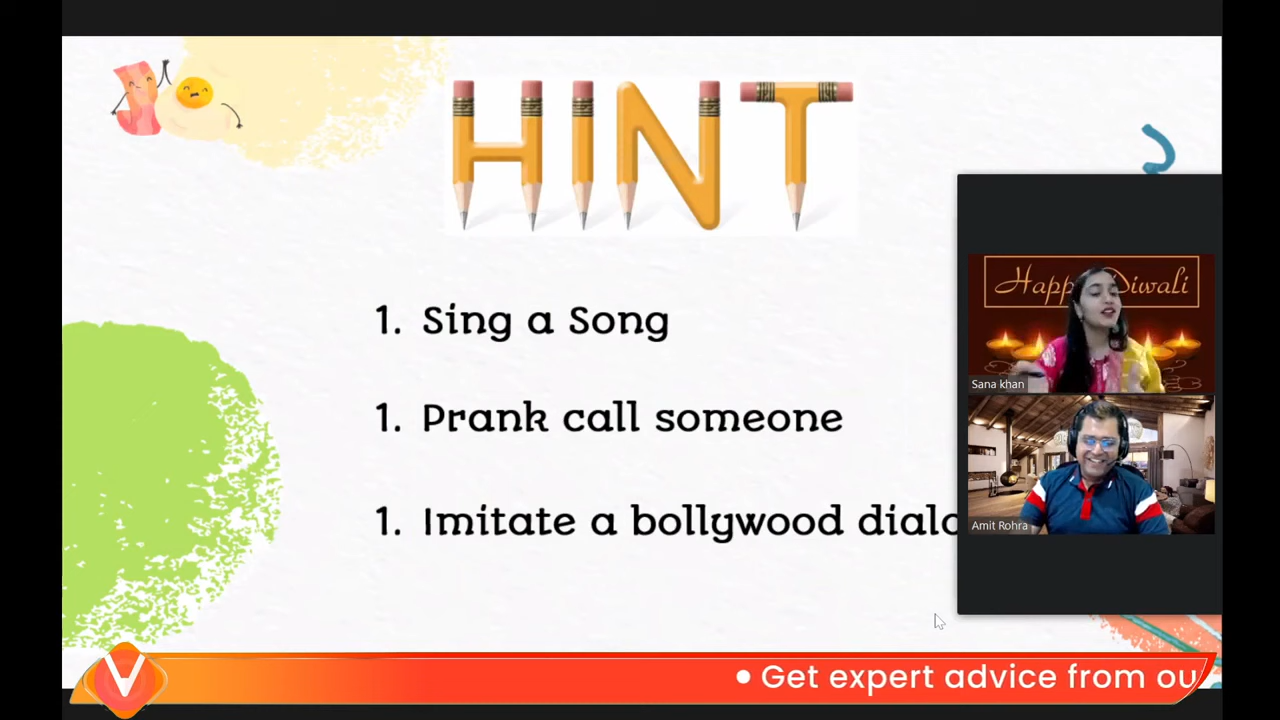 HINT
1. Sing a Song
1. Prank call someone
1. Imitate a bollywood dialo
Happy Diwali
Sana khan
Amit Rohra
V
• Get expert advice from ou